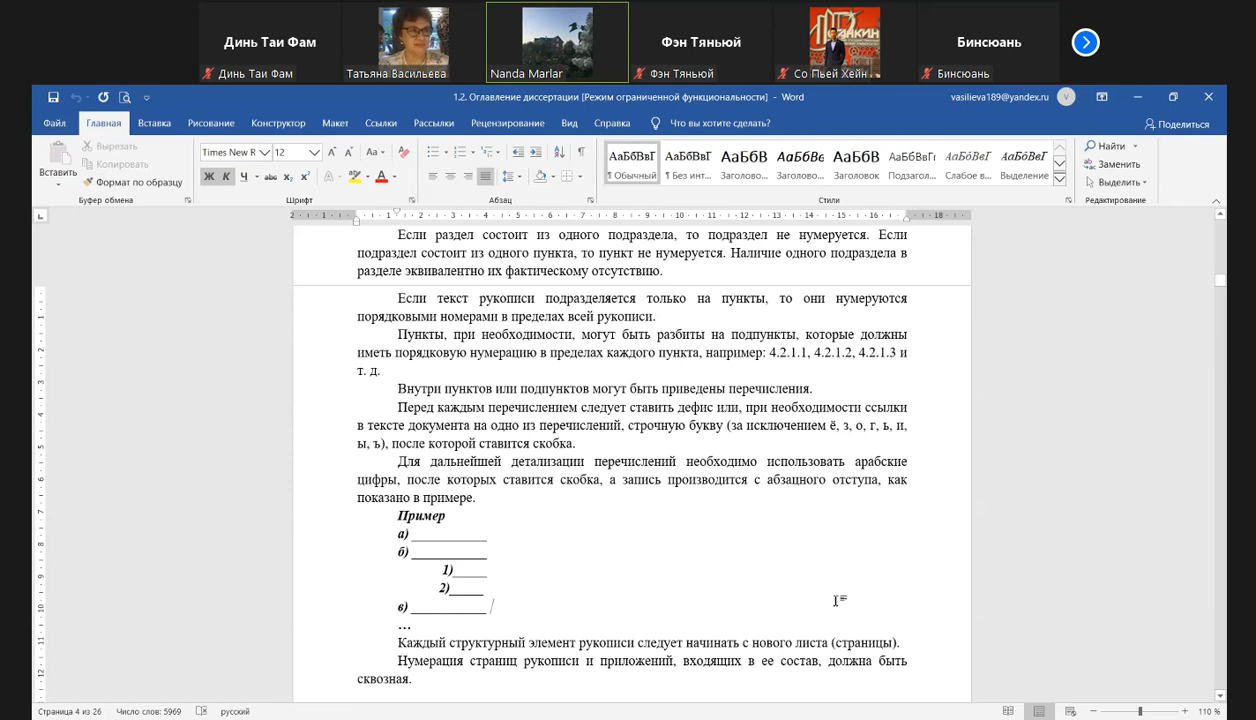 Динь Таи Фам
Фэн Тяньюй
Бинсюань
Динь Таи Фам
Татьяна Васильева
Nanda Marlar
Фэн Тяньюй
Со Пьей Хейн
Бинсюань
1.2. Оглавление диссертации [Режим ограниченной функциональности] - Word
vasilieva189@yandex.ru
В
Файл Главная Вставка Рисование Конструктор Макет Ссылки Рассылки Рецензирование Вид Справка Что вы хотите сделать? Поделиться
Вставить
Вырезать
Копировать
Формат по образцу
Буфер обмена
Times New R 12
Шрифт
Абзац
АаБбВвГ АаБбВвГ АаБбВ АаБбВв АаБбВ АаБбВвГг АаБбВвГ АаБбВвГ
¶ Обычный ¶ Без инт... Заголово... Заголово... Заголовок Подзагол... Слабое в... Выделение
Стили
Найти
Заменить
Выделить
Редактирование
Если раздел состоит из одного подраздела, то подраздел не нумеруется. Если
подраздел состоит из одного пункта, то пункт не нумеруется. Наличие одного подраздела в
разделе эквивалентно их фактическому отсутствию.
Если текст рукописи подразделяется только на пункты, то они нумеруются
порядковыми номерами в пределах всей рукописи.
Пункты, при необходимости, могут быть разбиты на подпункты, которые должны
иметь порядковую нумерацию в пределах каждого пункта, например: 4.2.1.1, 4.2.1.2, 4.2.1.3 и
т. д.
Внутри пунктов или подпунктов могут быть приведены перечисления.
Перед каждым перечислением следует ставить дефис или, при необходимости ссылки
в тексте документа на одно из перечислений, строчную букву (за исключением ё, з, о, г, ь, и,
ы, ъ), после которой ставится скобка.
Для дальнейшей детализации перечислений необходимо использовать арабские
цифры, после которых ставится скобка, а запись производится с абзацного отступа, как
показано в примере.
Пример
а) ___________
б) ___________
1)_____
2)_____
в) ___________
...
Каждый структурный элемент рукописи следует начинать с нового листа (страницы).
Нумерация страниц рукописи и приложений, входящих в ее состав, должна быть
сквозная.
Страница 4 из 26 Число слов: 5969 русский 110 %